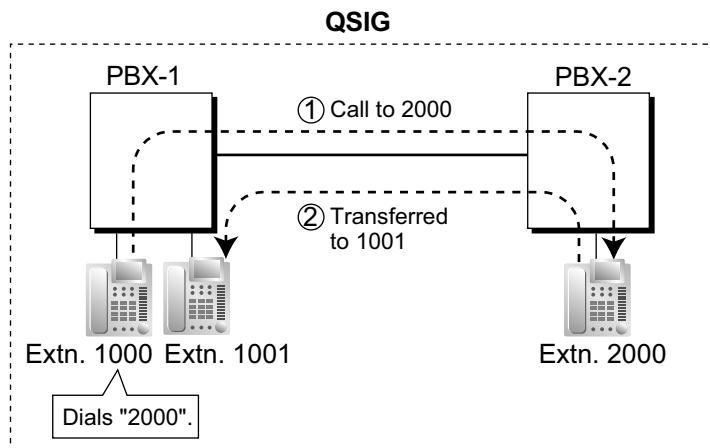 QSIG
PBX-1
PBX-2
① Call to 2000
② Transferred
to 1001
Extn. 1000
Extn. 1001
Extn. 2000
Dials "2000".